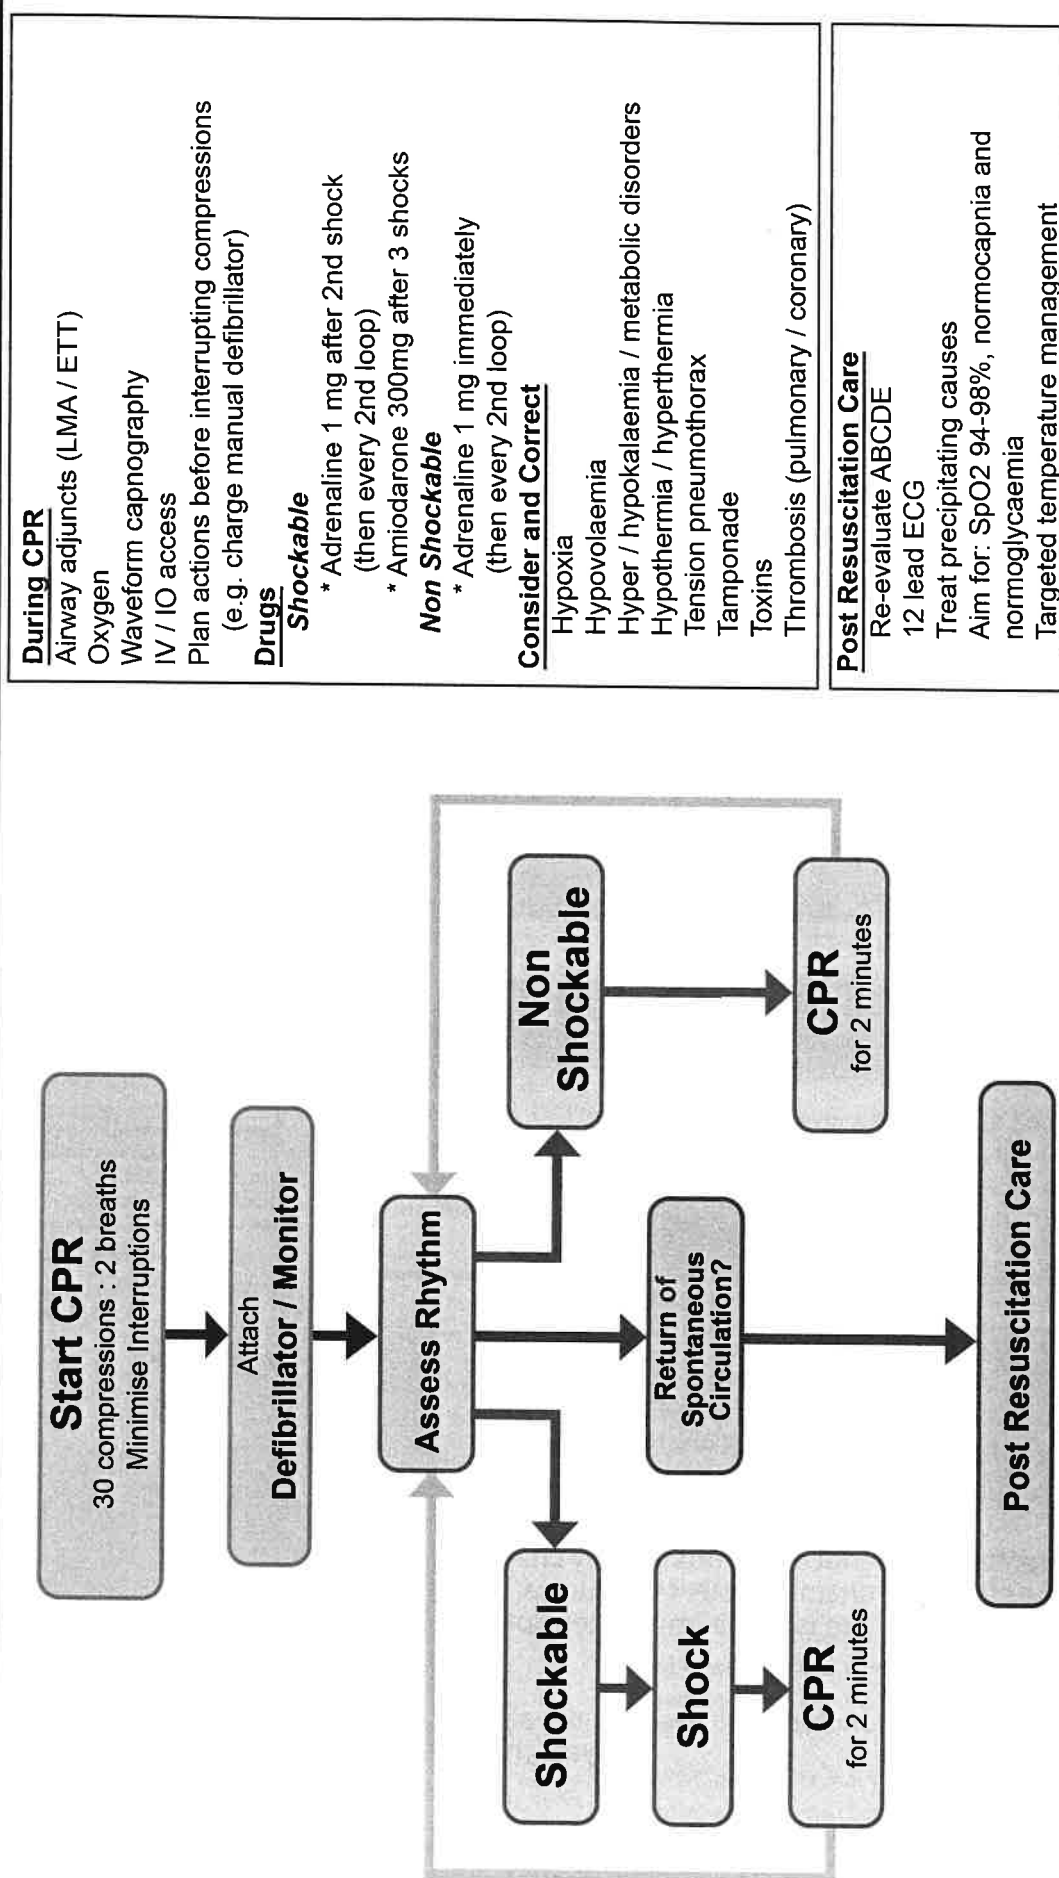 Start CPR
30 compressions : 2 breaths
Minimise Interruptions
Attach
Defibrillator / Monitor
Assess Rhythm
Shockable
Shock
CPR
for 2 minutes
Return of
Spontaneous
Circulation?
Non
Shockable
CPR
for 2 minutes
Post Resuscitation Care
During CPR
Airway adjuncts (LMA / ETT)
Oxygen
Waveform capnography
IV / IO access
Plan actions before interrupting compressions
(e.g. charge manual defibrillator)
Drugs
Shockable
* Adrenaline 1 mg after 2nd shock
(then every 2nd loop)
* Amiodarone 300mg after 3 shocks
Non Shockable
* Adrenaline 1 mg immediately
(then every 2nd loop)
Consider and Correct
Hypoxia
Hypovolaemia
Hyper / hypokalaemia / metabolic disorders
Hypothermia / hyperthermia
Tension pneumothorax
Tamponade
Toxins
Thrombosis (pulmonary / coronary)
Post Resuscitation Care
Re-evaluate ABCDE
12 lead ECG
Treat precipitating causes
Aim for: SpO2 94-98%, normocapnia and
normoglycaemia
Targeted temperature management